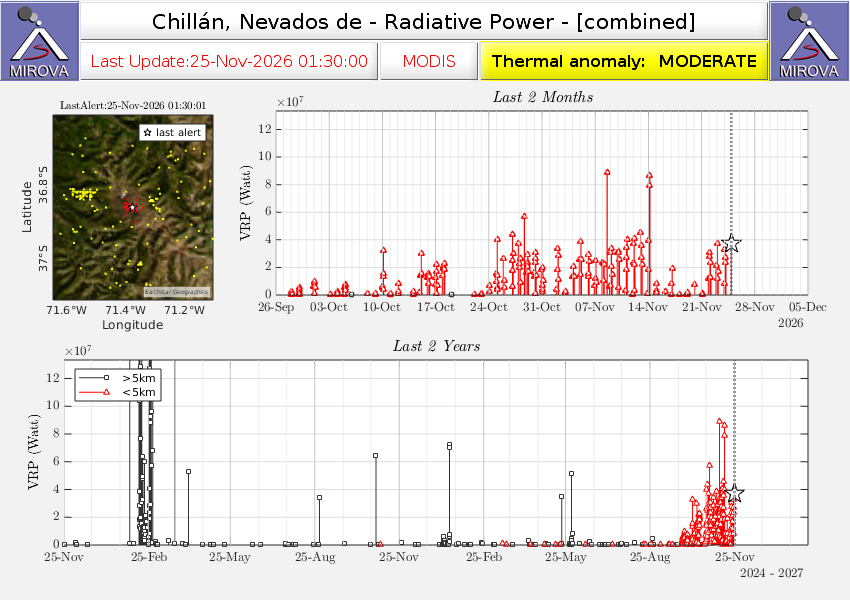 Chillán, Nevados de - Radiative Power - [combined]
MIROVA
Last Update:25-Nov-2026 01:30:00
MODIS
Thermal anomaly: MODERATE
MIROVA
LastAlert:25-Nov-2026 01:30:01
last alert
Latitude
36.8°S
37°S
Earthstar Geographics
71.6°W 71.4°W 71.2°W
Longitude
Last 2 Months
×10⁷
VRP (Watt)
12
10
8
6
4
2
0
26-Sep 03-Oct 10-Oct 17-Oct 24-Oct 31-Oct 07-Nov 14-Nov 21-Nov 28-Nov 05-Dec
2026
Last 2 Years
×10⁷
VRP (Watt)
12
10
8
6
4
2
0
>5km
<5km
25-Nov 25-Feb 25-May 25-Aug 25-Nov 25-Feb 25-May 25-Aug 25-Nov
2024 - 2027